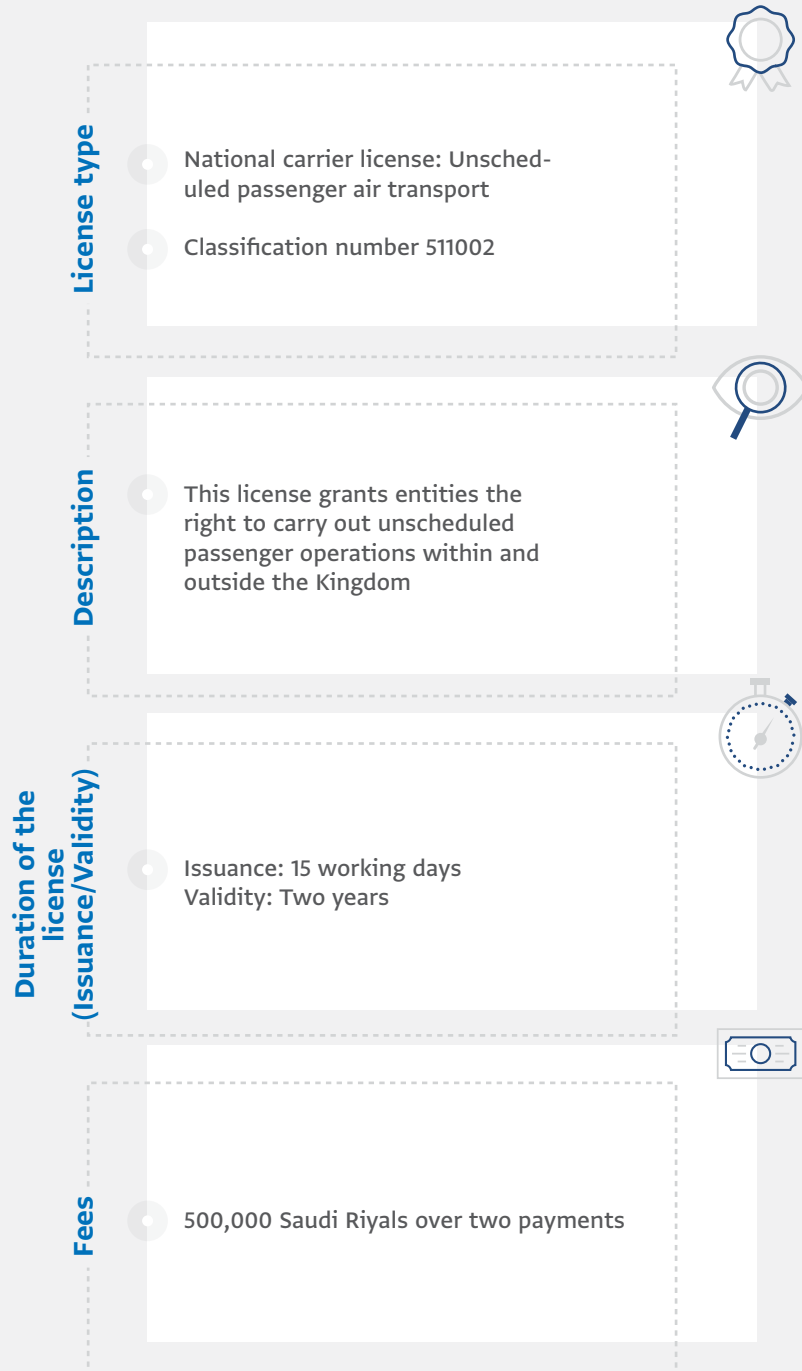 License type
National carrier license: Unsched-
uled passenger air transport
Classification number 511002
Description
This license grants entities the
right to carry out unscheduled
passenger operations within and
outside the Kingdom
Duration of the
license
(Issuance/Validity)
Issuance: 15 working days
Validity: Two years
Fees
500,000 Saudi Riyals over two payments